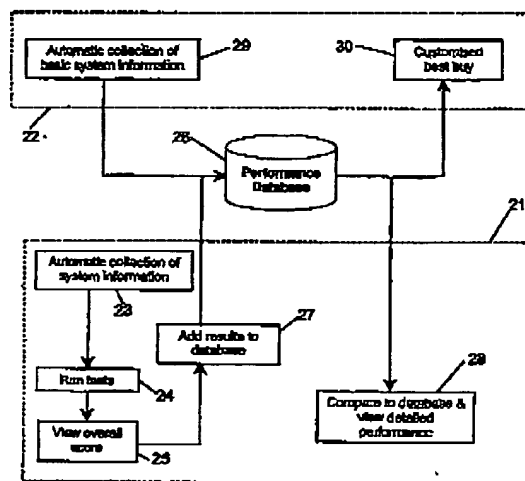 Automatic collection of
basic system information
29
30
Customised
best buy
22
26
Performance
Database
21
Automatic collection of
system information
23
Add results to
database
27
Run tests
24
View overall
score
25
28
Compare to database &
view detailed
performance